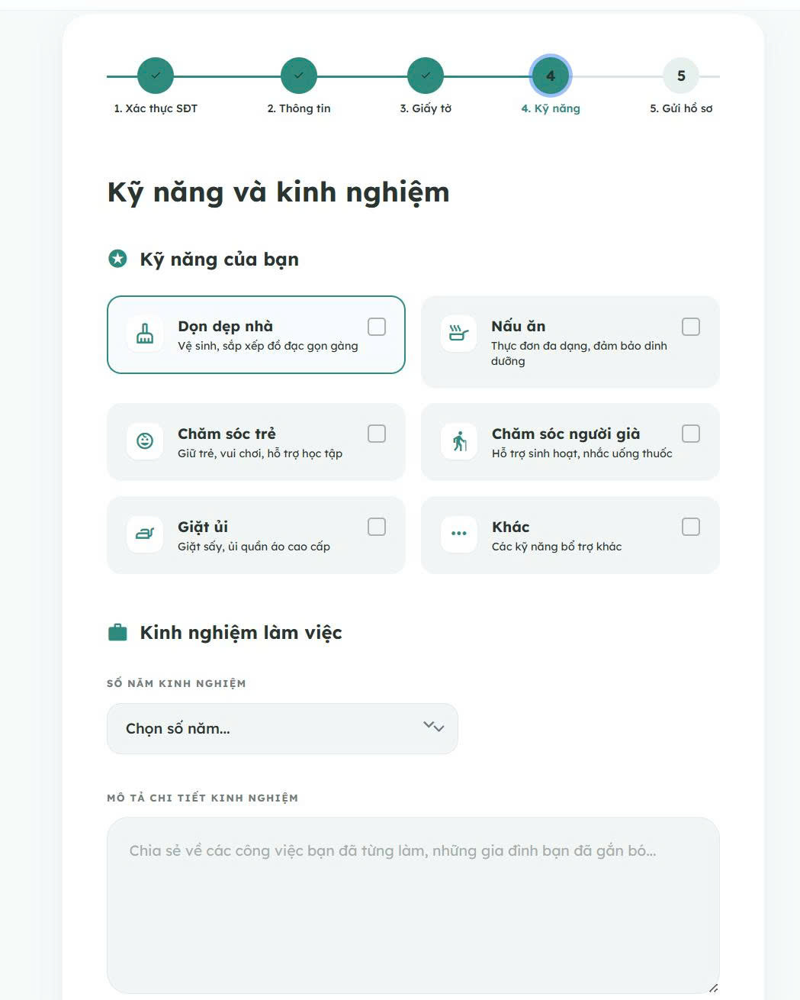 4
5
1. Xác thực SĐT
2. Thông tin
3. Giấy tờ
4. Kỹ năng
5. Gửi hồ sơ
Kỹ năng và kinh nghiệm
Kỹ năng của bạn
Dọn dẹp nhà
Vệ sinh, sắp xếp đồ đạc gọn gàng
Nấu ăn
Thực đơn đa dạng, đảm bảo dinh
dưỡng
Chăm sóc trẻ
Giữ trẻ, vui chơi, hỗ trợ học tập
Chăm sóc người già
Hỗ trợ sinh hoạt, nhắc uống thuốc
Giặt ủi
Giặt sấy, ủi quần áo cao cấp
Khác
Các kỹ năng bổ trợ khác
Kinh nghiệm làm việc
SỐ NĂM KINH NGHIỆM
Chọn số năm...
MÔ TẢ CHI TIẾT KINH NGHIỆM
Chia sẻ về các công việc bạn đã từng làm, những gia đình bạn đã gắn bó...